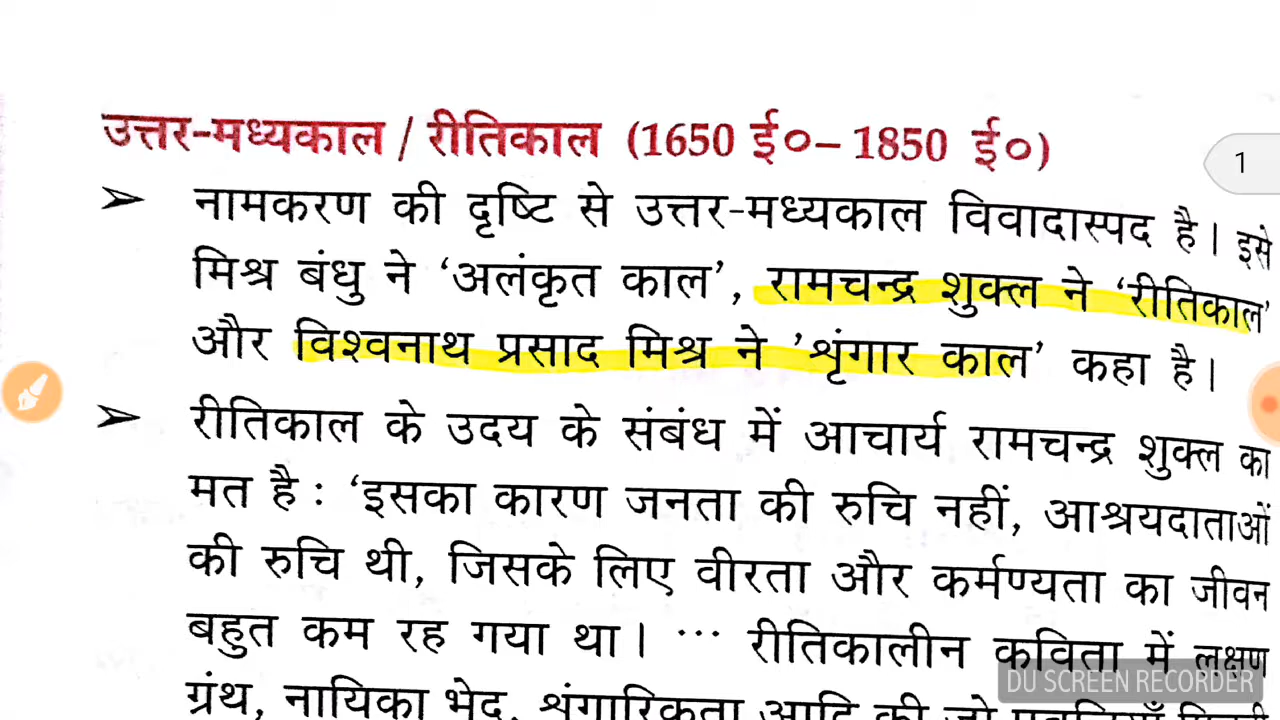 उत्तर-मध्यकाल / रीतिकाल (1650 ई०– 1850 ई०)
1
➢ नामकरण की दृष्टि से उत्तर-मध्यकाल विवादास्पद है। इसे
मिश्र बंधु ने ‘अलंकृत काल’, रामचन्द्र शुक्ल ने ‘रीतिकाल’
और विश्वनाथ प्रसाद मिश्र ने ’श्रृंगार काल’ कहा है।
➢ रीतिकाल के उदय के संबंध में आचार्य रामचन्द्र शुक्ल का
मत है : ‘इसका कारण जनता की रुचि नहीं, आश्रयदाताओं
की रुचि थी, जिसके लिए वीरता और कर्मण्यता का जीवन
बहुत कम रह गया था। ··· रीतिकालीन कविता में लक्षण
ग्रंथ, नायिका भेद, श्रृंगारिकता आदि की जो
DU SCREEN RECORDER